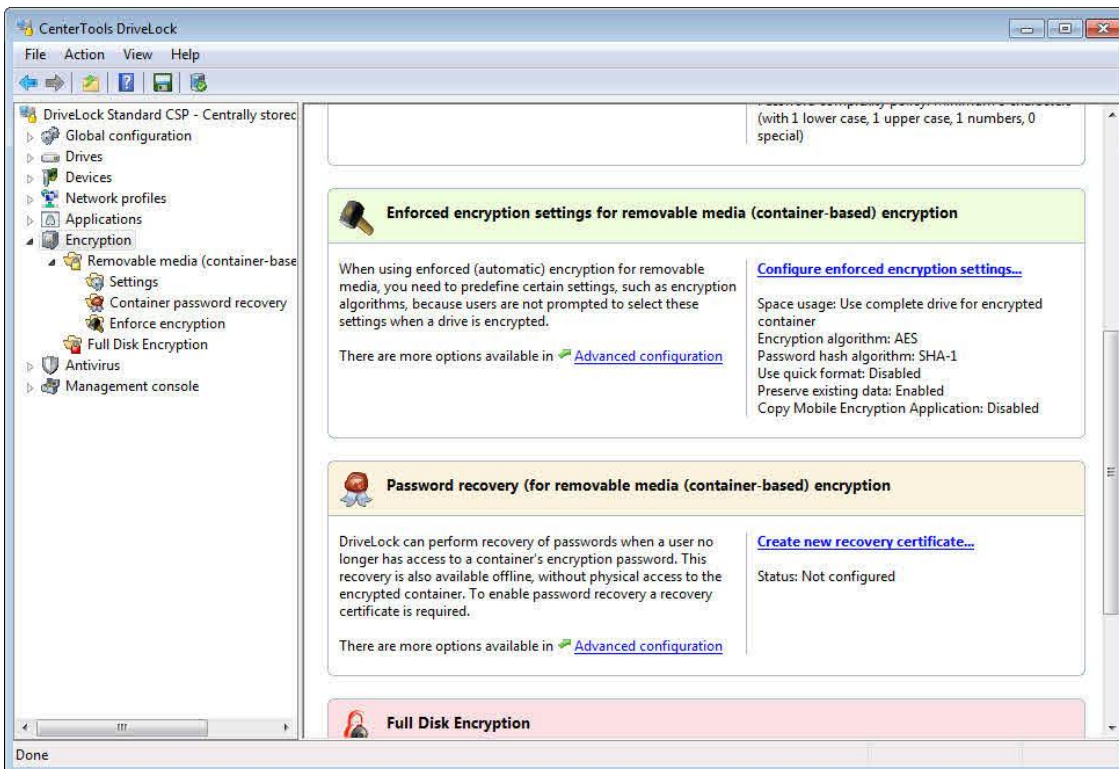 CenterTools DriveLock
File Action View Help
DriveLock Standard CSP - Centrally storec
Global configuration
Drives
Devices
Network profiles
Applications
Encryption
Removable media (container-base
Settings
Container password recovery
Enforce encryption
Full Disk Encryption
Antivirus
Management console
(with 1 lower case, 1 upper case, 1 numbers, 0
special)
Enforced encryption settings for removable media (container-based) encryption
When using enforced (automatic) encryption for removable
media, you need to predefine certain settings, such as encryption
algorithms, because users are not prompted to select these
settings when a drive is encrypted.
There are more options available in Advanced configuration
Configure enforced encryption settings...
Space usage: Use complete drive for encrypted
container
Encryption algorithm: AES
Password hash algorithm: SHA-1
Use quick format: Disabled
Preserve existing data: Enabled
Copy Mobile Encryption Application: Disabled
Password recovery (for removable media (container-based) encryption
DriveLock can perform recovery of passwords when a user no
longer has access to a container's encryption password. This
recovery is also available offline, without physical access to the
encrypted container. To enable password recovery a recovery
certificate is required.
There are more options available in Advanced configuration
Create new recovery certificate...
Status: Not configured
Full Disk Encryption
Done